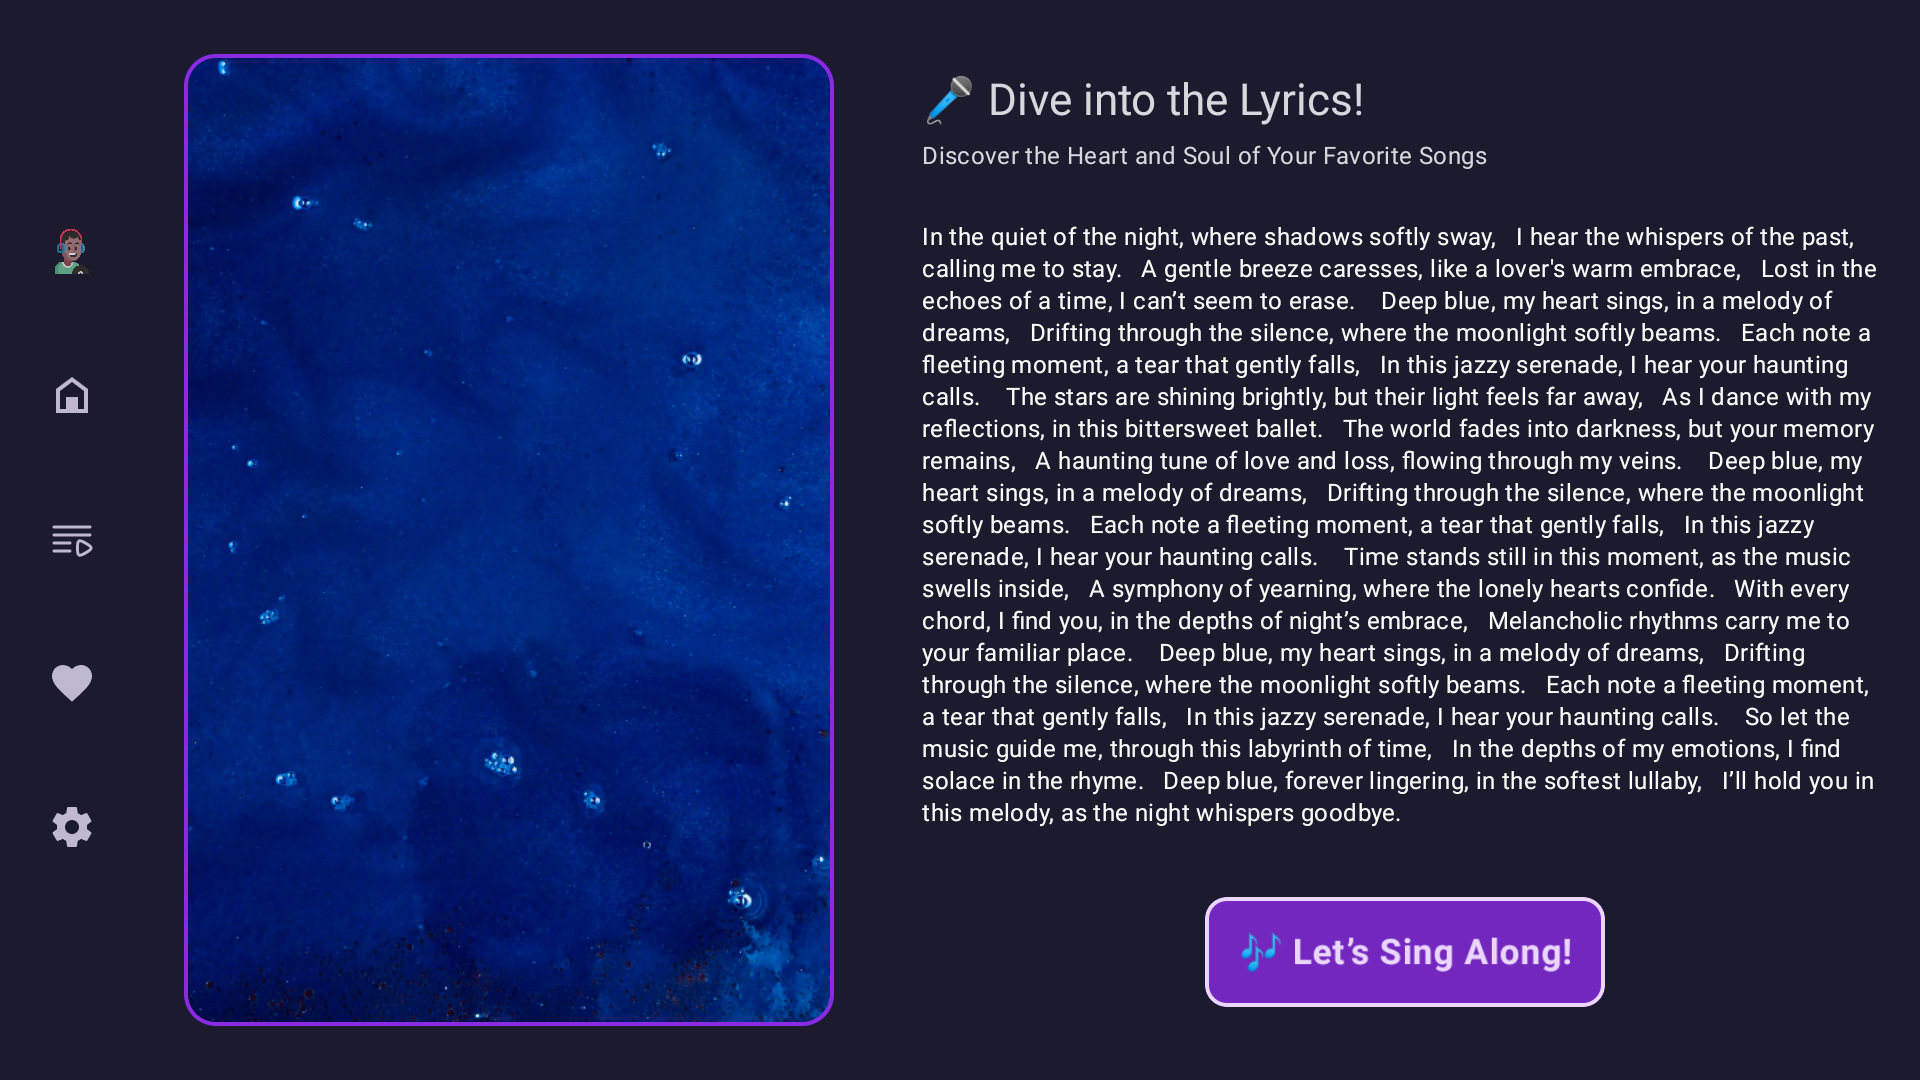 🎤 Dive into the Lyrics!
Discover the Heart and Soul of Your Favorite Songs
In the quiet of the night, where shadows softly sway,   I hear the whispers of the past,
calling me to stay.   A gentle breeze caresses, like a lover's warm embrace,   Lost in the
echoes of a time, I can’t seem to erase.    Deep blue, my heart sings, in a melody of
dreams,   Drifting through the silence, where the moonlight softly beams.   Each note a
fleeting moment, a tear that gently falls,   In this jazzy serenade, I hear your haunting
calls.    The stars are shining brightly, but their light feels far away,   As I dance with my
reflections, in this bittersweet ballet.   The world fades into darkness, but your memory
remains,   A haunting tune of love and loss, flowing through my veins.    Deep blue, my
heart sings, in a melody of dreams,   Drifting through the silence, where the moonlight
softly beams.   Each note a fleeting moment, a tear that gently falls,   In this jazzy
serenade, I hear your haunting calls.    Time stands still in this moment, as the music
swells inside,   A symphony of yearning, where the lonely hearts confide.   With every
chord, I find you, in the depths of night’s embrace,   Melancholic rhythms carry me to
your familiar place.    Deep blue, my heart sings, in a melody of dreams,   Drifting
through the silence, where the moonlight softly beams.   Each note a fleeting moment,
a tear that gently falls,   In this jazzy serenade, I hear your haunting calls.    So let the
music guide me, through this labyrinth of time,   In the depths of my emotions, I find
solace in the rhyme.   Deep blue, forever lingering, in the softest lullaby,   I’ll hold you in
this melody, as the night whispers goodbye.
🎶 Let’s Sing Along!